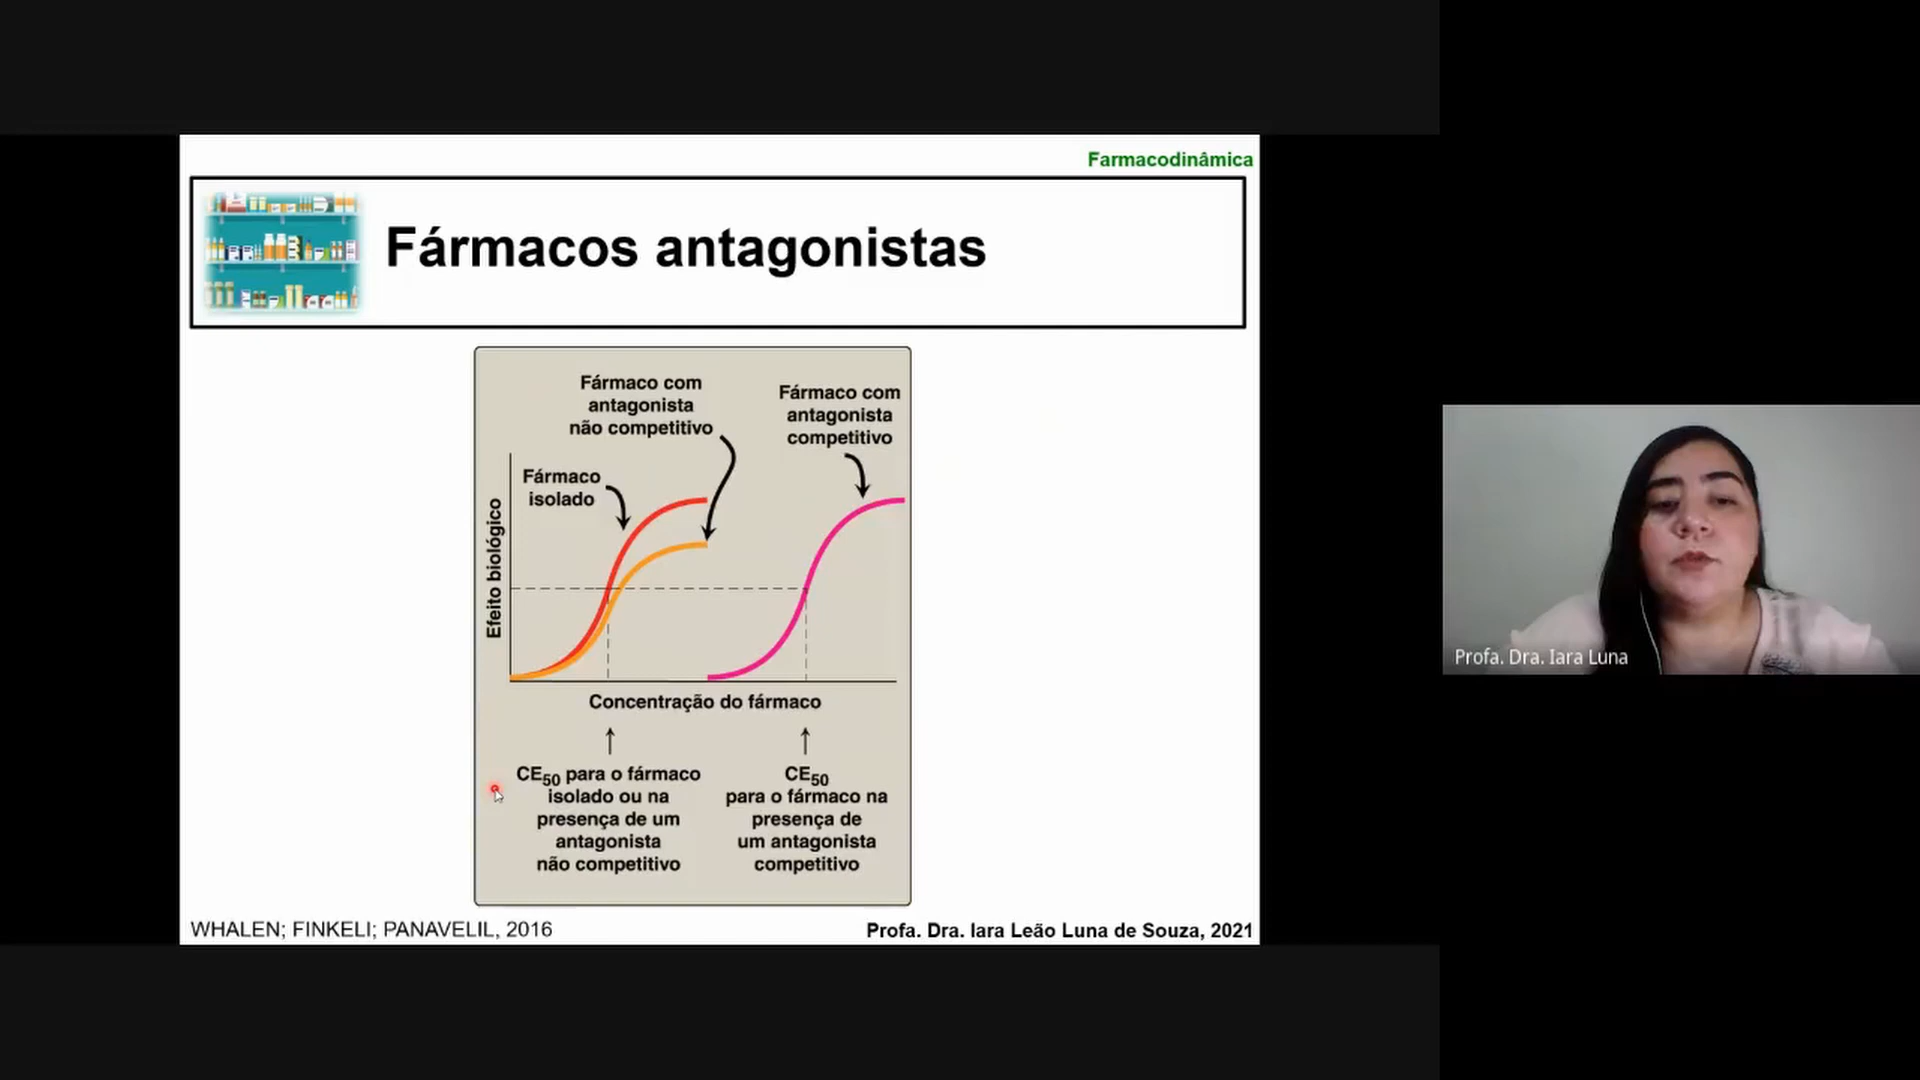 Farmacodinâmica
Fármacos antagonistas
Fármaco com
antagonista
não competitivo
Fármaco com
antagonista
competitivo
Fármaco
isolado
Efeito biológico
Concentração do fármaco
CE50 para o fármaco
isolado ou na
presença de um
antagonista
não competitivo
CE50
para o fármaco na
presença de
um antagonista
competitivo
WHALEN; FINKELI; PANAVELIL, 2016
Profa. Dra. Iara Leão Luna de Souza, 2021
Profa. Dra. Iara Luna